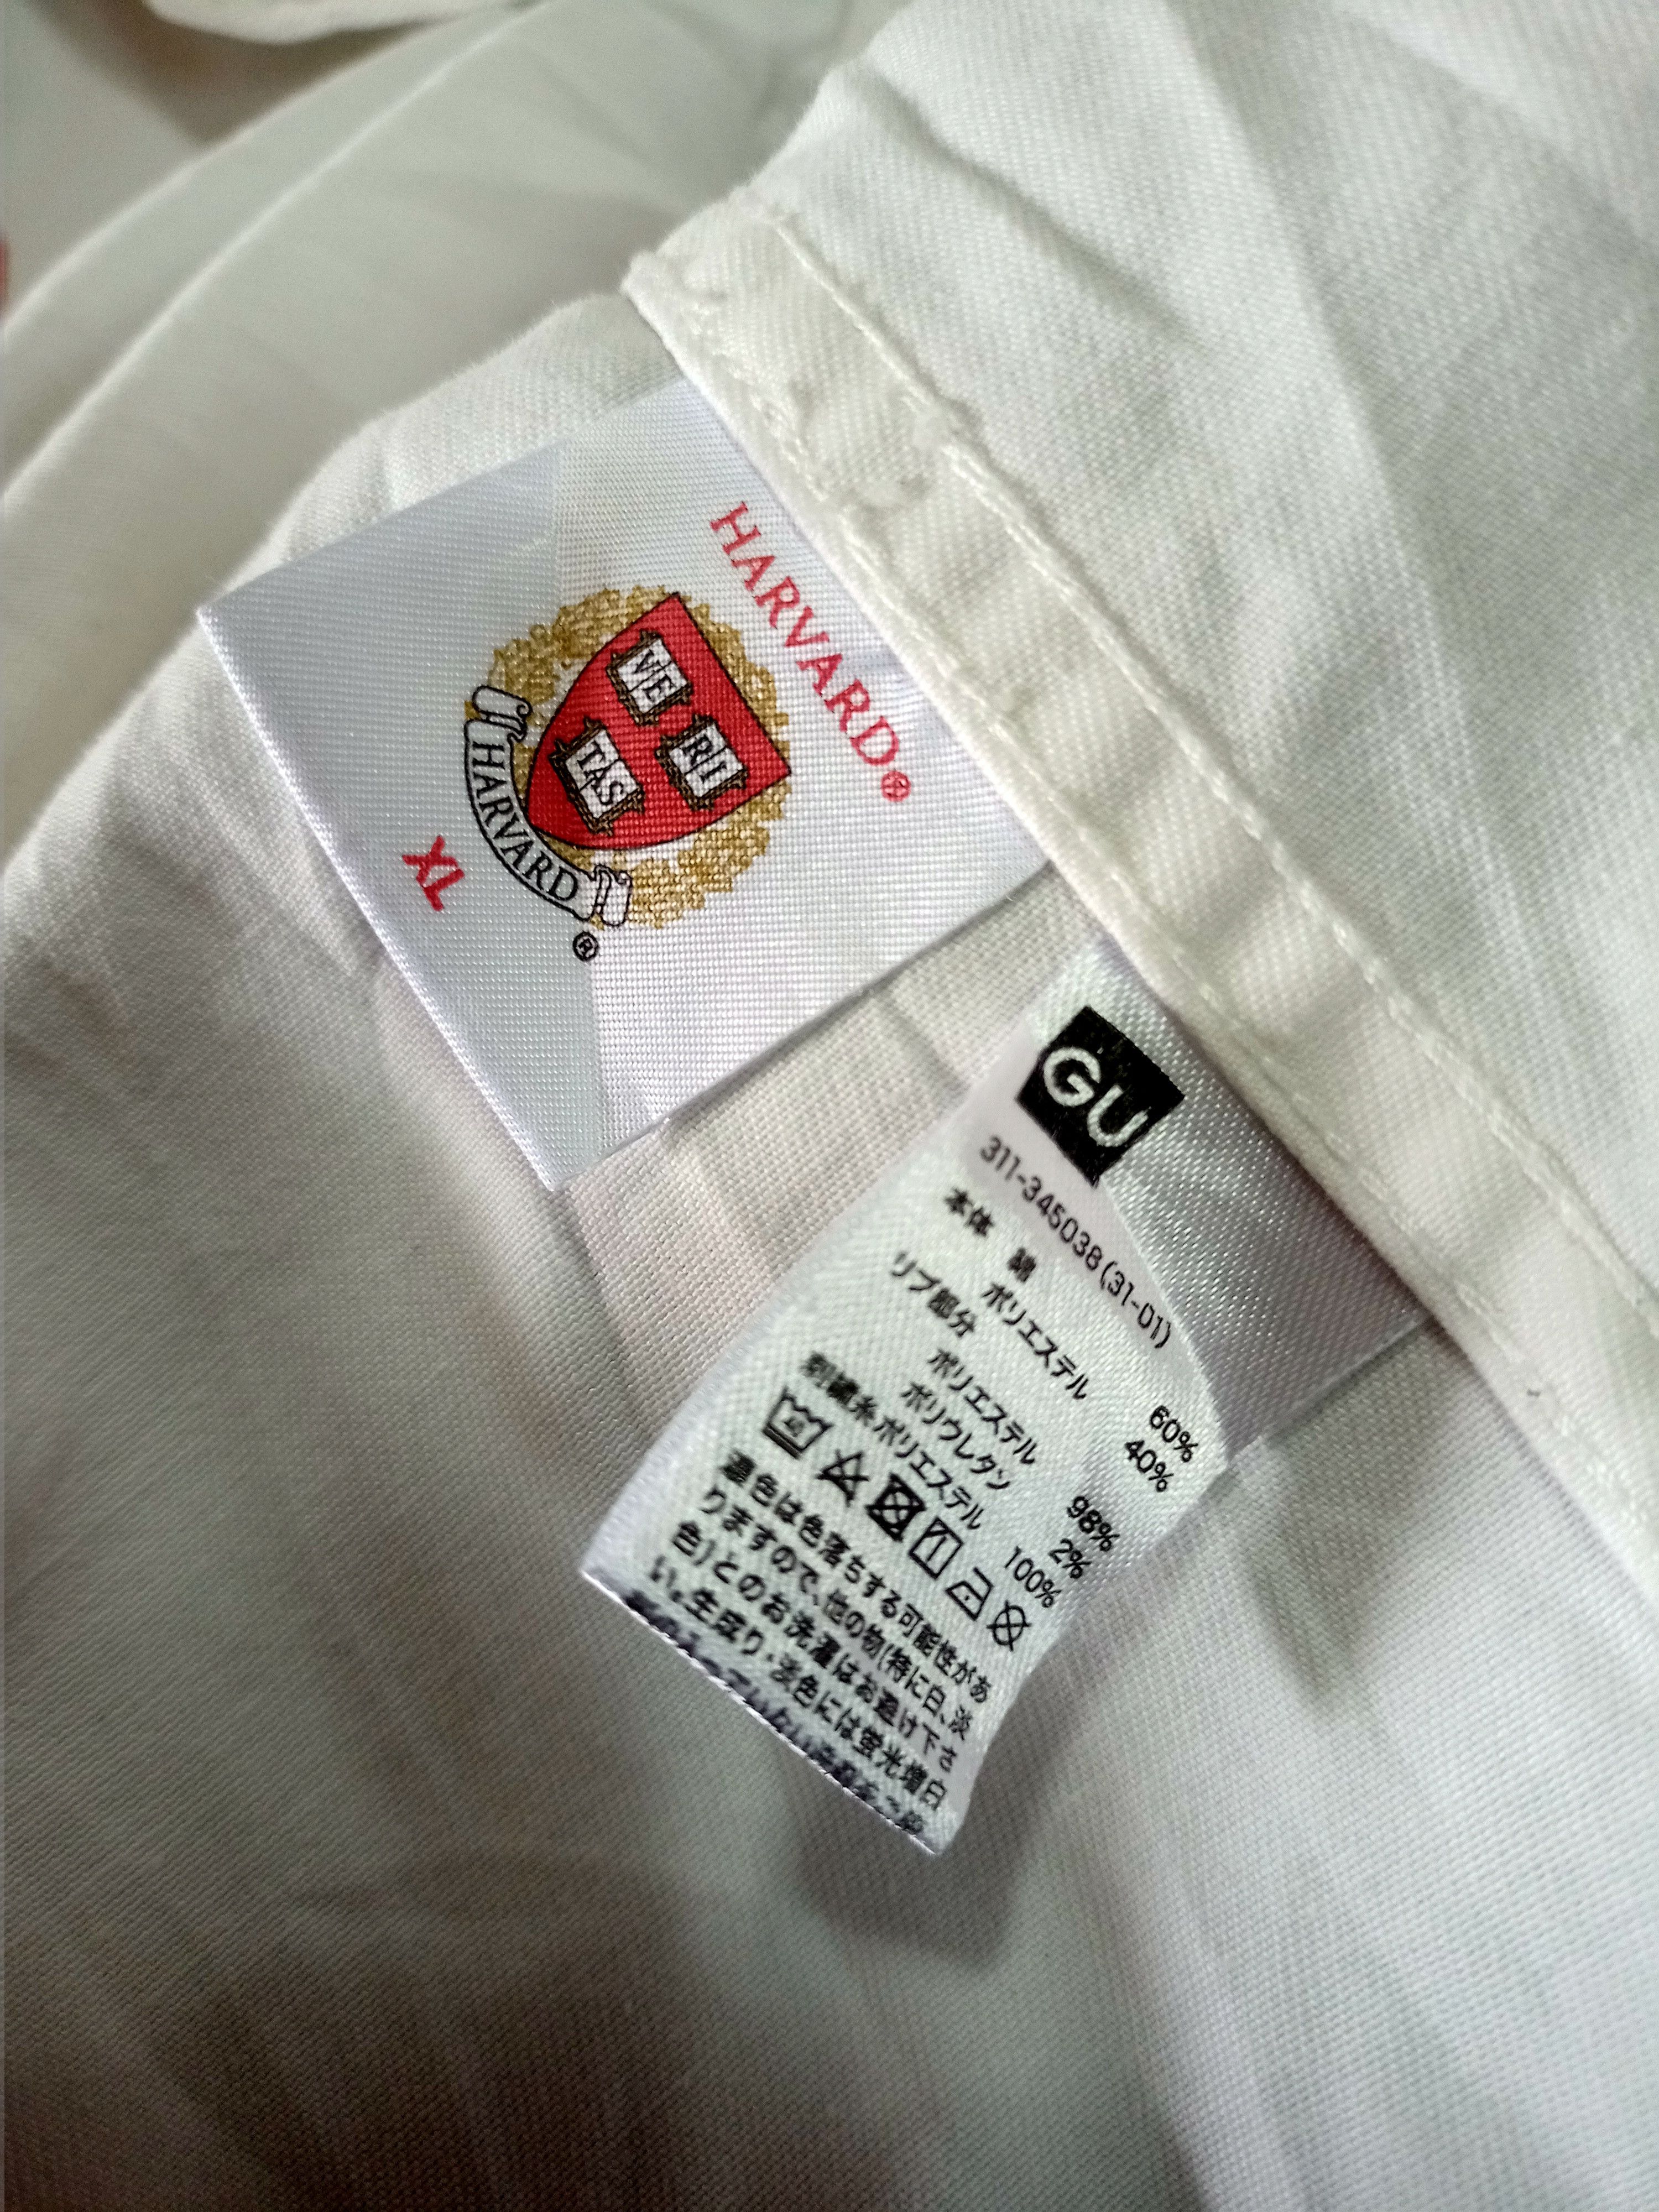 HARVARD®
VE RI
TAS
HARVARD
®
XL
GU
311-345038(31-01)
本体 綿 60%
ポリエステル 40%
リブ部分
ポリエステル 98%
ポリウレタン 2%
刺繍糸ポリエステル 100%
濃色は色落ちする可能性があ
りますので、他の物(特に白、淡
色)とのお洗濯はお避け下さ
い。生成り・淡色には蛍光増白